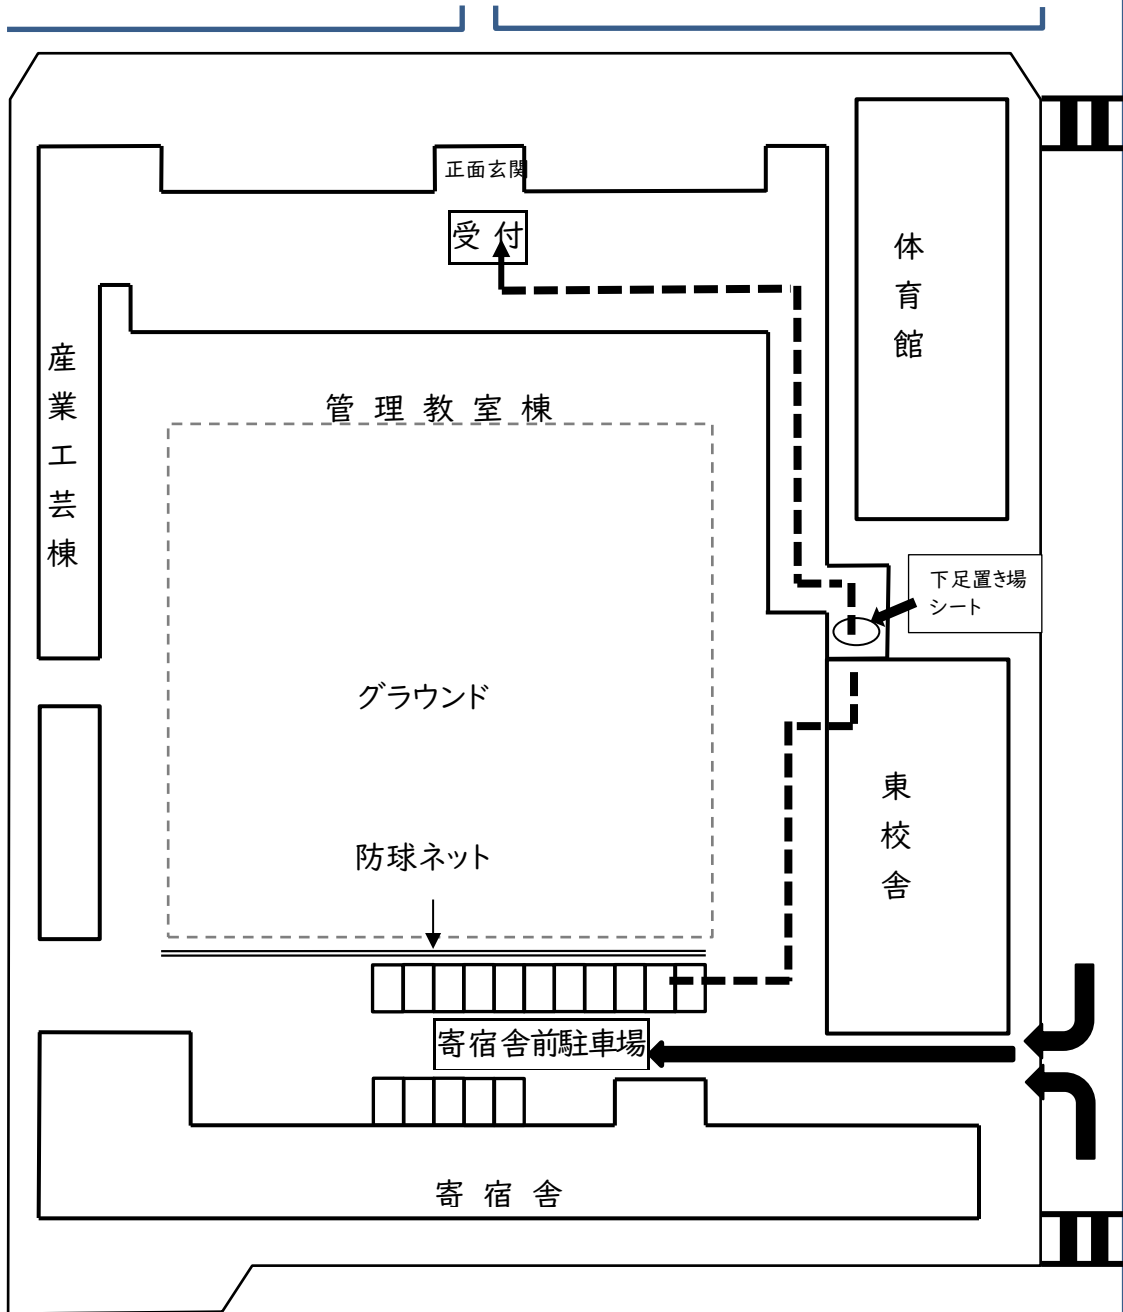 正面玄関
受付
体育館
産業工芸棟
管理教室棟
下足置き場
シート
グラウンド
東校舎
防球ネット
寄宿舎前駐車場
寄宿舎